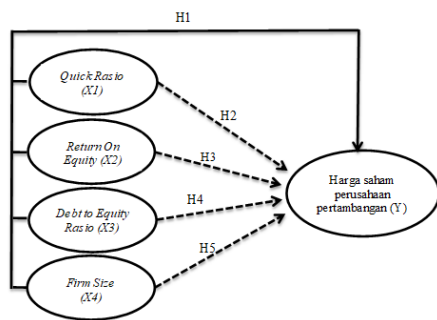 H1
Quick Rasio
(X1)
H2
Return On
Equity (X2)
H3
Harga saham
perusahaan
pertambangan (Y)
H4
Debt to Equity
Rasio (X3)
H5
Firm Size
(X4)